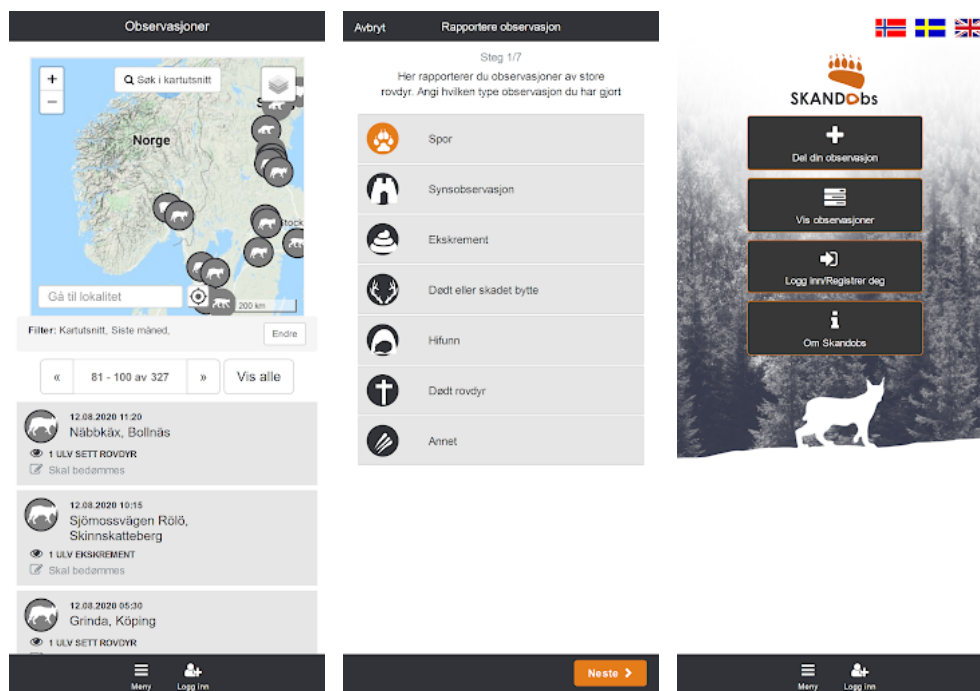 Observasjoner
+
Søk i kartutsnitt
−
Norge
Gå til lokalitet
200 km
Filter: Kartutsnitt, Siste måned,
Endre
«
81 - 100 av 327
»
Vis alle
12.08.2020 11:20
Näbbkäx, Bollnäs
1 ULV SETT ROVDYR
Skal bedømmes
12.08.2020 10:15
Sjömossvägen Rölö,
Skinnskatteberg
1 ULV EKSKREMENT
Skal bedømmes
12.08.2020 05:30
Grinda, Köping
1 ULV SETT ROVDYR
Meny
Logg inn
Avbryt
Rapportere observasjon
Steg 1/7
Her rapporterer du observasjoner av store
rovdyr. Angi hvilken type observasjon du har gjort
Spor
Synsobservasjon
Ekskrement
Dødt eller skadet bytte
Hifunn
Dødt rovdyr
Annet
Neste
SKANDObs
Del din observasjon
Vis observasjoner
Logg inn/Registrer deg
Om Skandobs
Meny
Logg inn